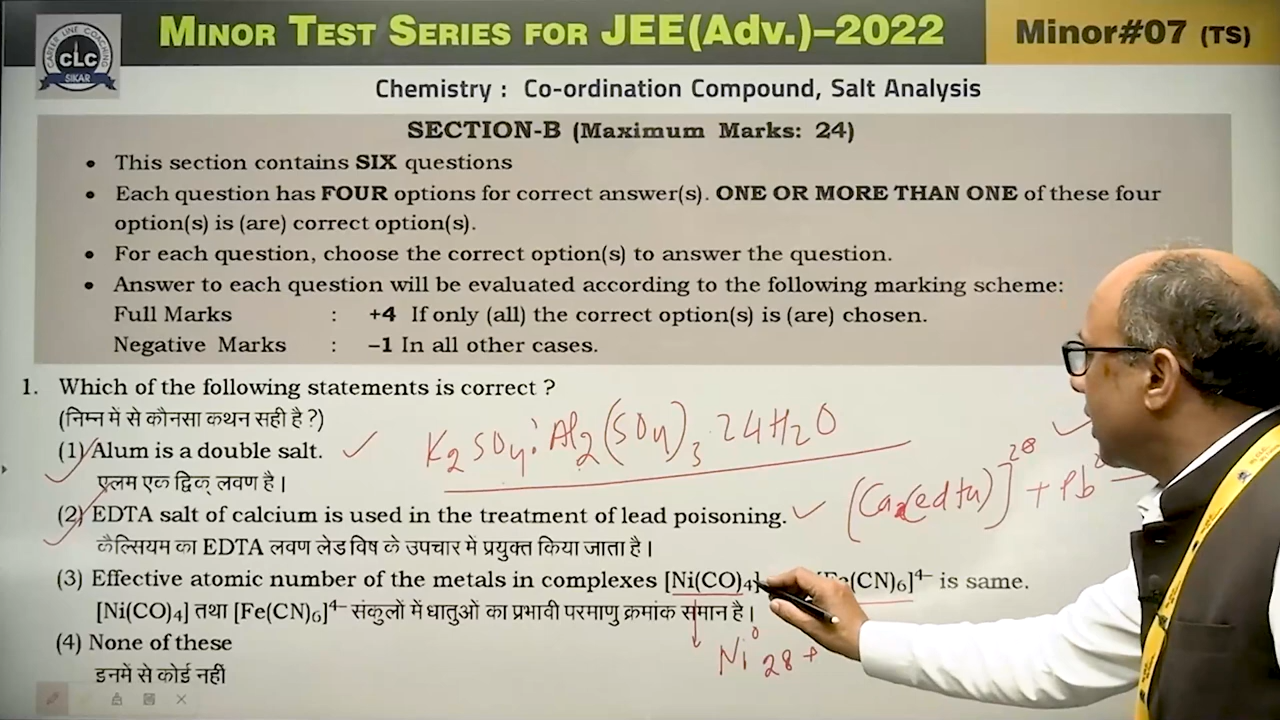 CAREER LINE COACHING
CLC
SIKAR
MINOR TEST SERIES FOR JEE(Adv.)–2022
Minor#07 (TS)
Chemistry : Co-ordination Compound, Salt Analysis
SECTION-B (Maximum Marks: 24)
• This section contains SIX questions
• Each question has FOUR options for correct answer(s). ONE OR MORE THAN ONE of these four
option(s) is (are) correct option(s).
• For each question, choose the correct option(s) to answer the question.
• Answer to each question will be evaluated according to the following marking scheme:
Full Marks : +4 If only (all) the correct option(s) is (are) chosen.
Negative Marks : –1 In all other cases.
1. Which of the following statements is correct ?
(निम्न में से कौनसा कथन सही है ?)
(1) Alum is a double salt. ✓ K2SO4 : Al2(SO4)3 24H2O
एलम एक द्विक् लवण है।
(2) EDTA salt of calcium is used in the treatment of lead poisoning. ✓ (Ca(edta)] + Pb
कैल्सियम का EDTA लवण लेड विष के उपचार में प्रयुक्त किया जाता है।
(3) Effective atomic number of the metals in complexes [Ni(CO)4] [Fe(CN)6]4– is same.
[Ni(CO)4] तथा [Fe(CN)6]4– संकुलों में धातुओं का प्रभावी परमाणु क्रमांक समान है।
(4) None of these
Ni0 28 +
इनमें से कोई नहीं